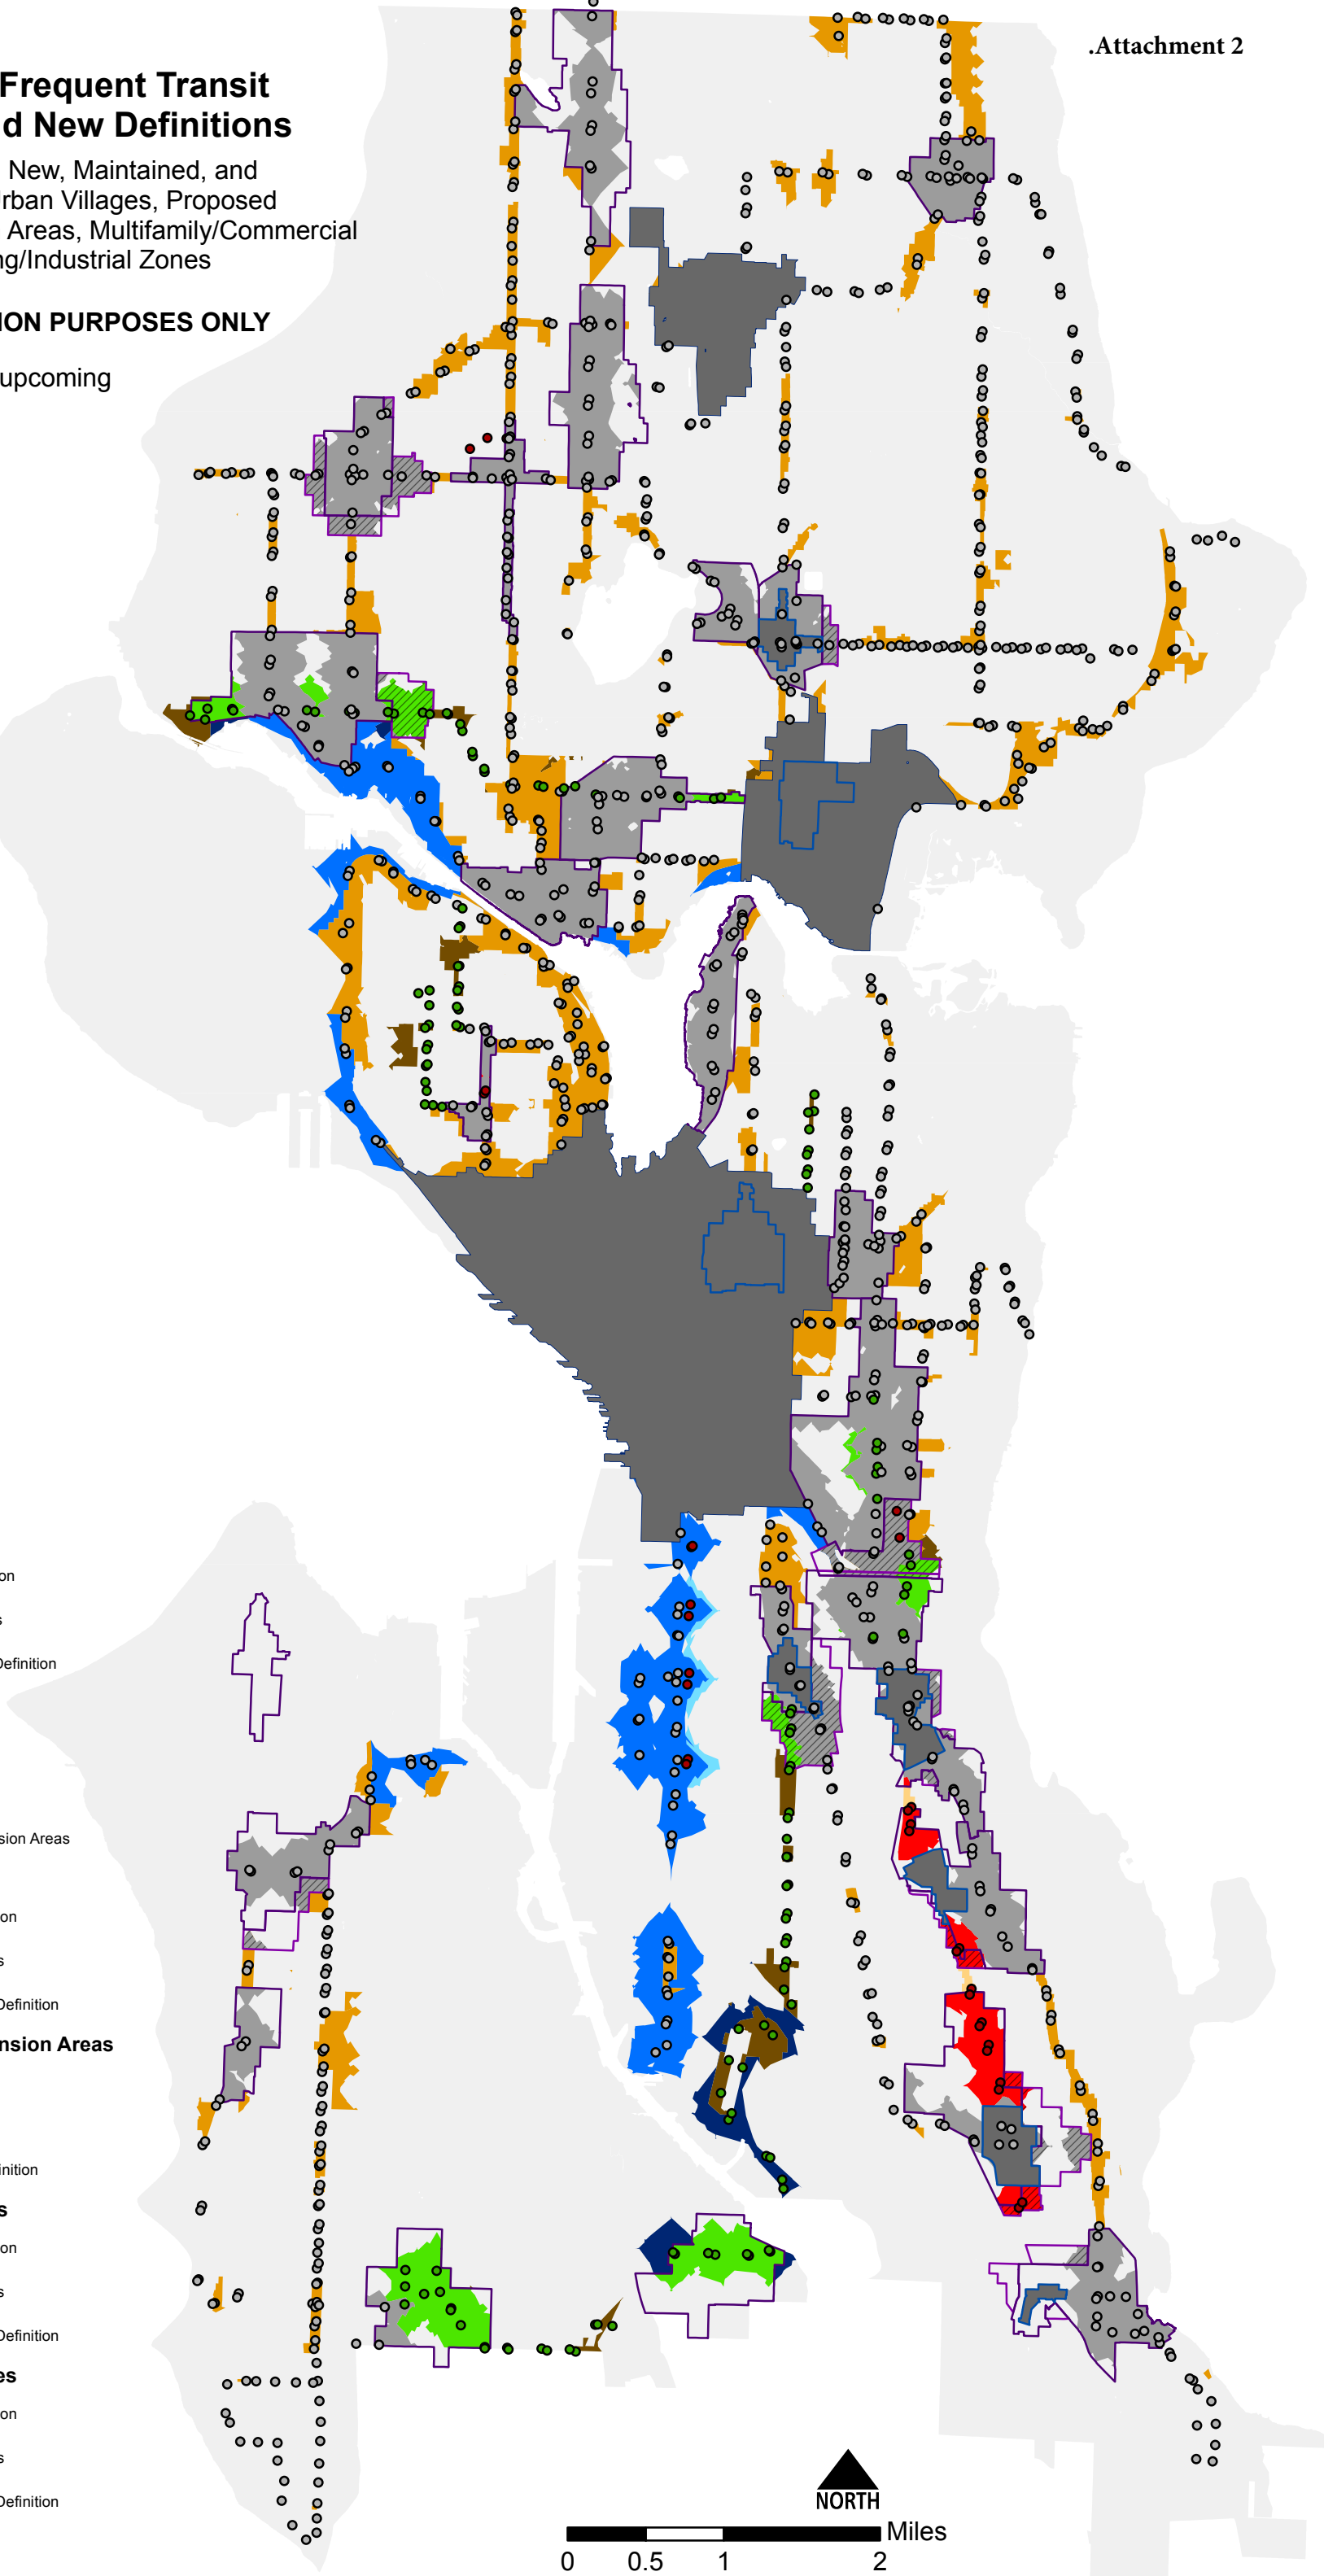 .Attachment 2
Frequent Transit
d New Definitions
New, Maintained, and
Urban Villages, Proposed
Areas, Multifamily/Commercial
ng/Industrial Zones
ION PURPOSES ONLY
upcoming
on
s
Definition
sion Areas
on
s
Definition
nsion Areas
inition
s
on
s
Definition
es
on
s
Definition
NORTH
Miles
0 0.5 1 2